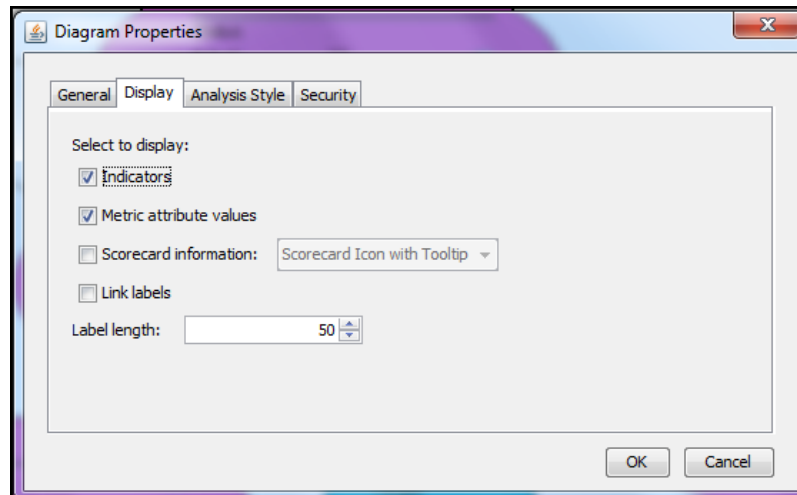 Diagram Properties
General Display Analysis Style Security
Select to display:
Indicators
Metric attribute values
Scorecard information: Scorecard Icon with Tooltip
Link labels
Label length: 50
OK Cancel